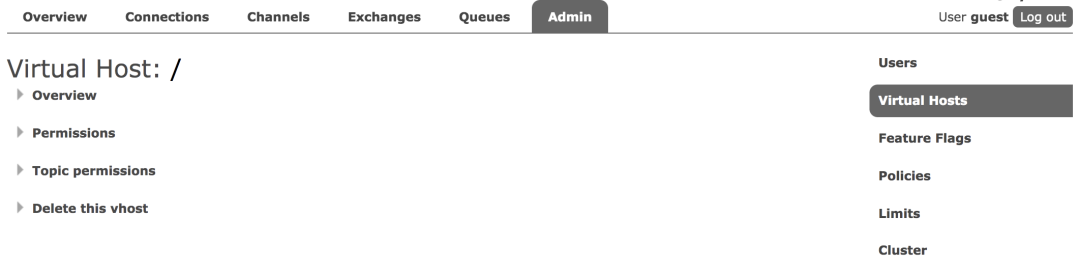 Overview Connections Channels Exchanges Queues Admin
User guest Log out
Virtual Host: /
Overview
Permissions
Topic permissions
Delete this vhost
Users
Virtual Hosts
Feature Flags
Policies
Limits
Cluster